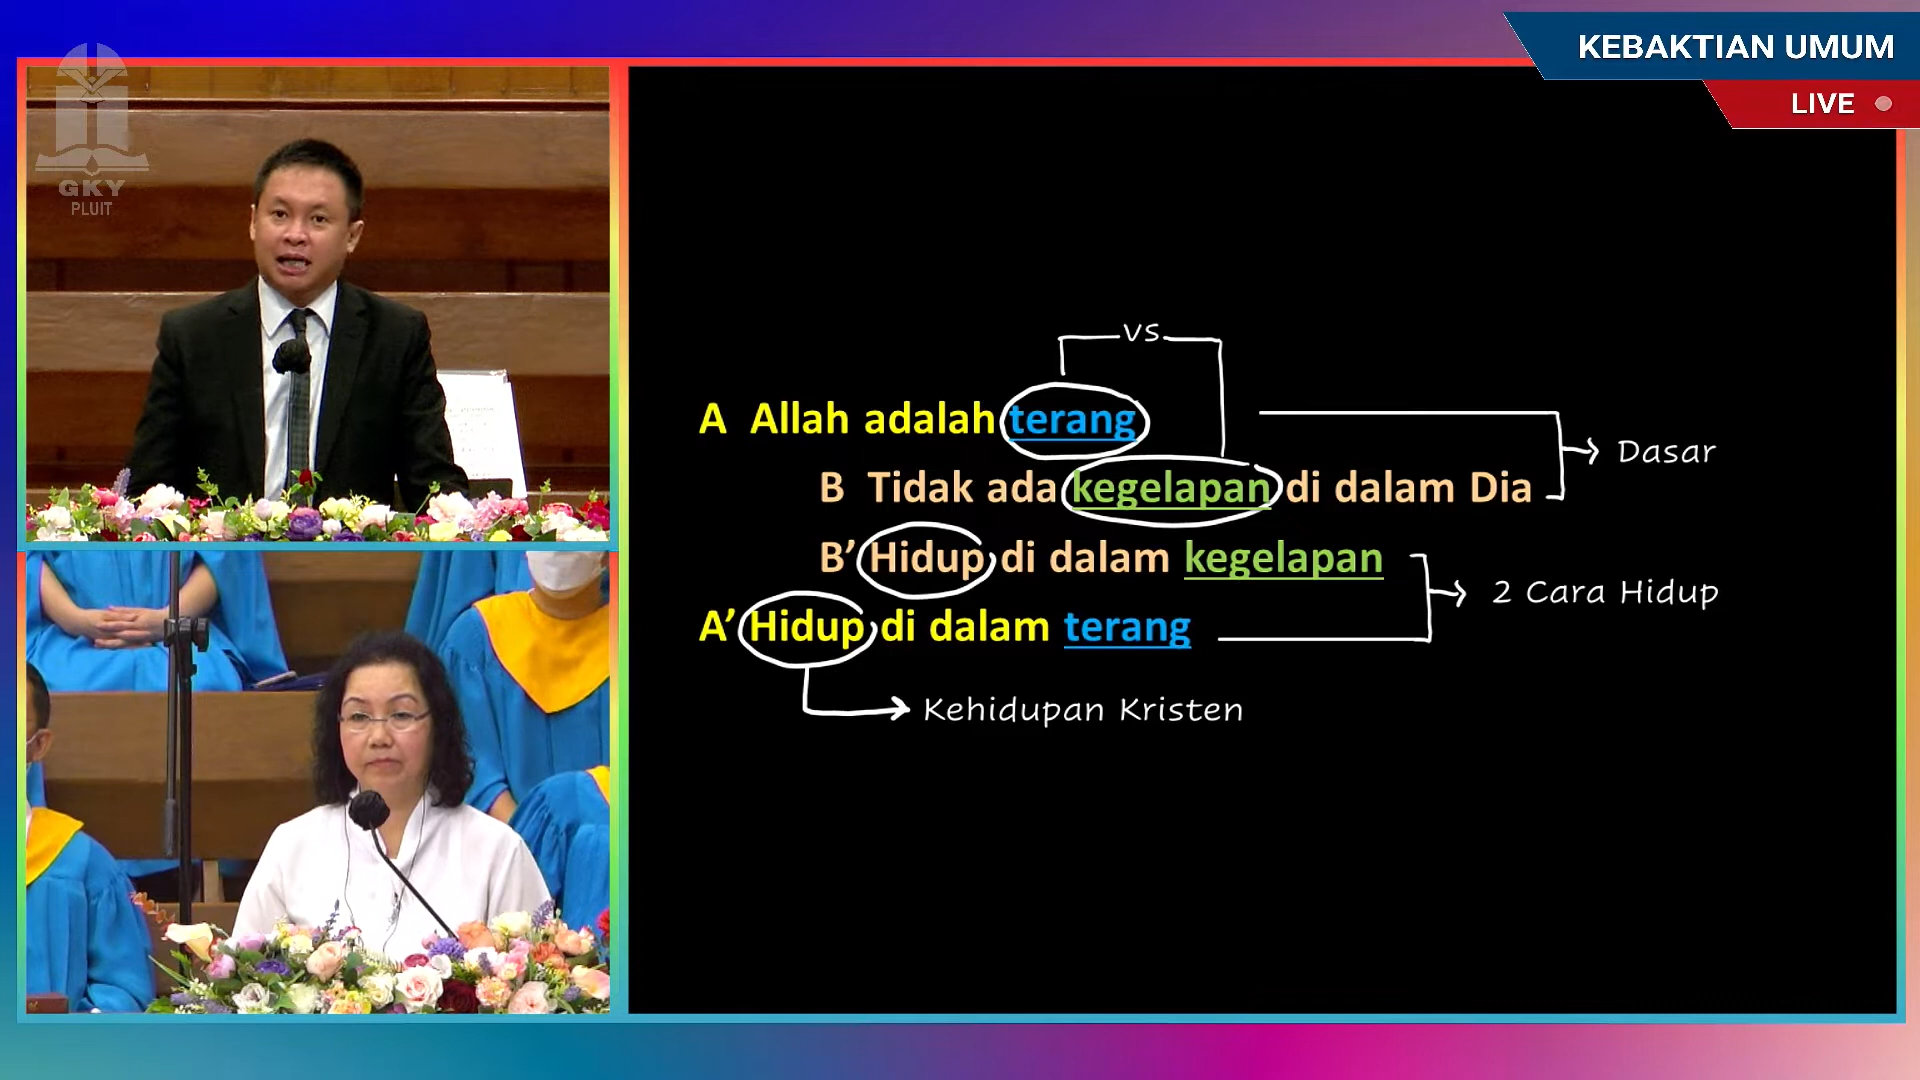 KEBAKTIAN UMUM
LIVE
GKY
PLUIT
vs
A Allah adalah terang
B Tidak ada kegelapan di dalam Dia
Dasar
B’ Hidup di dalam kegelapan
2 Cara Hidup
A’ Hidup di dalam terang
Kehidupan Kristen